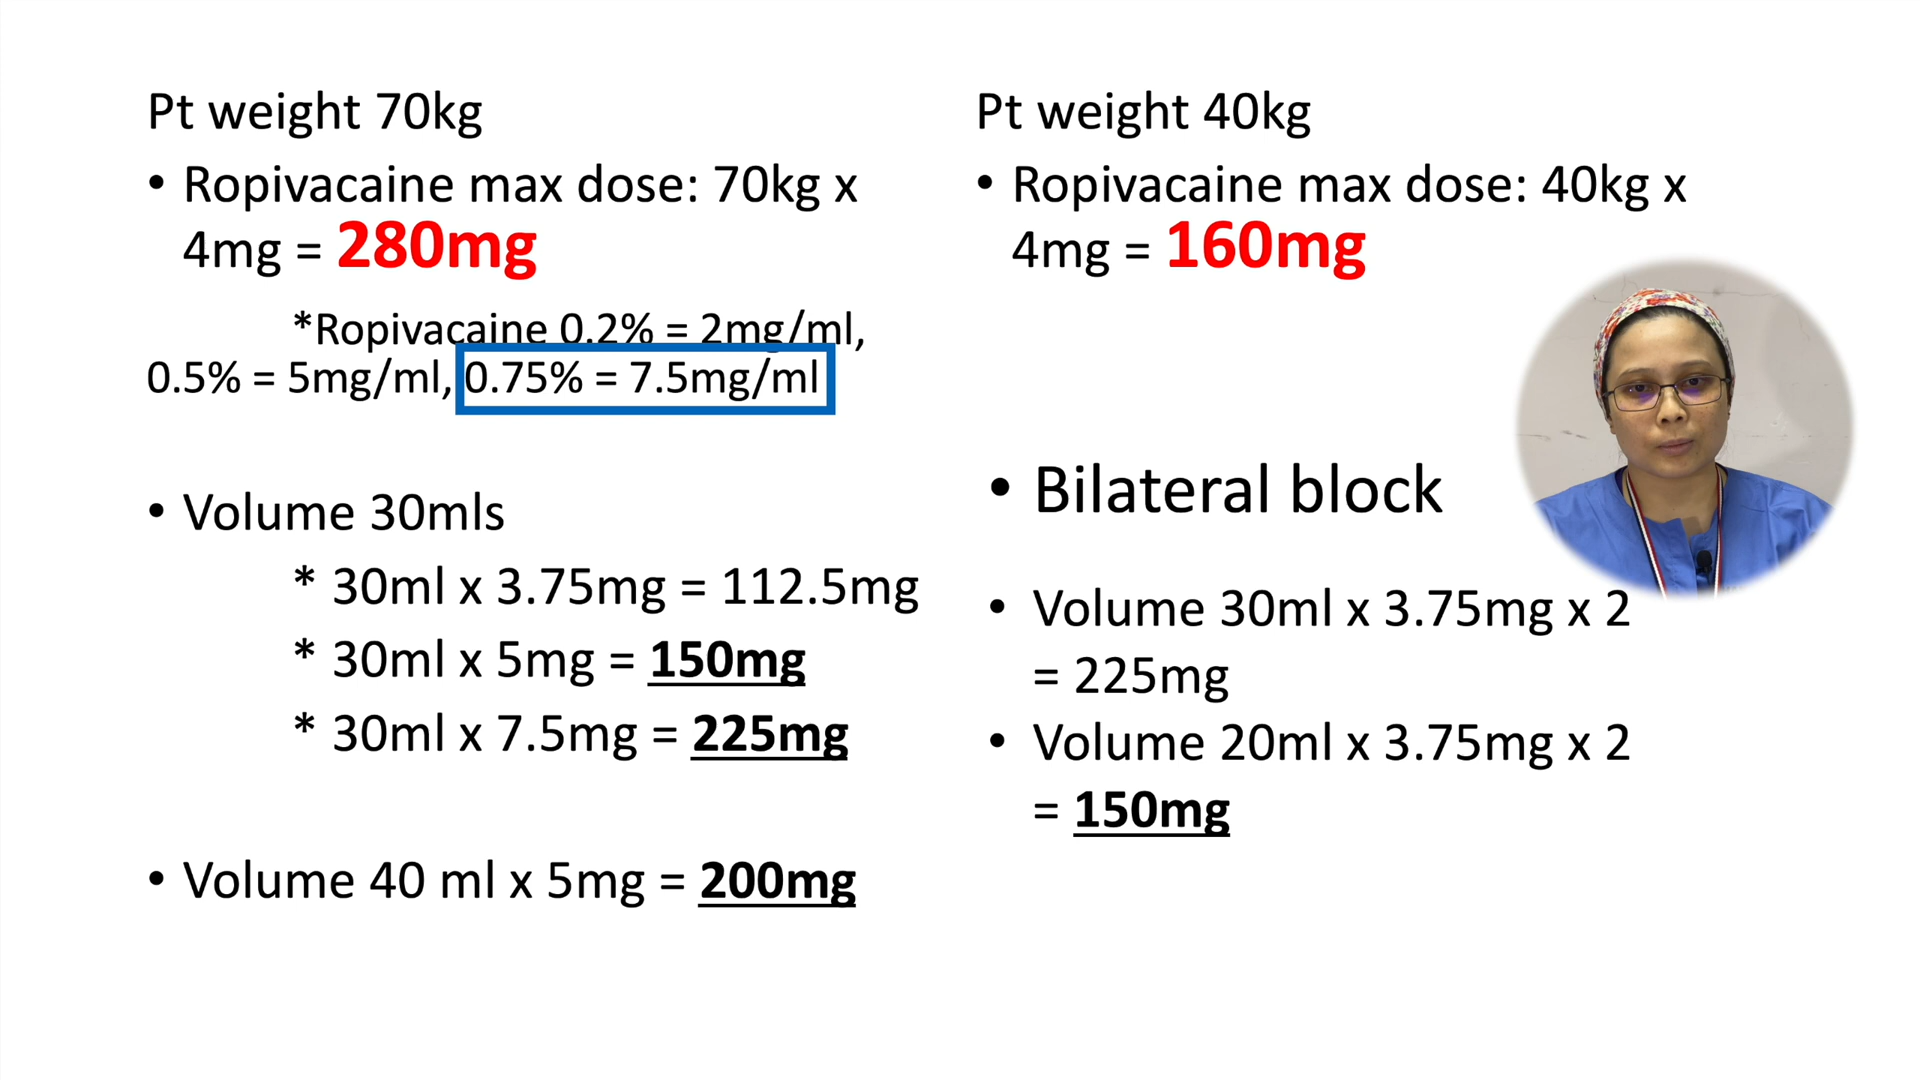 Pt weight 70kg
• Ropivacaine max dose: 70kg x
4mg = 280mg
*Ropivacaine 0.2% = 2mg/ml,
0.5% = 5mg/ml, 0.75% = 7.5mg/ml
• Volume 30mls
* 30ml x 3.75mg = 112.5mg
* 30ml x 5mg = 150mg
* 30ml x 7.5mg = 225mg
• Volume 40 ml x 5mg = 200mg
Pt weight 40kg
• Ropivacaine max dose: 40kg x
4mg = 160mg
• Bilateral block
• Volume 30ml x 3.75mg x 2
= 225mg
• Volume 20ml x 3.75mg x 2
= 150mg